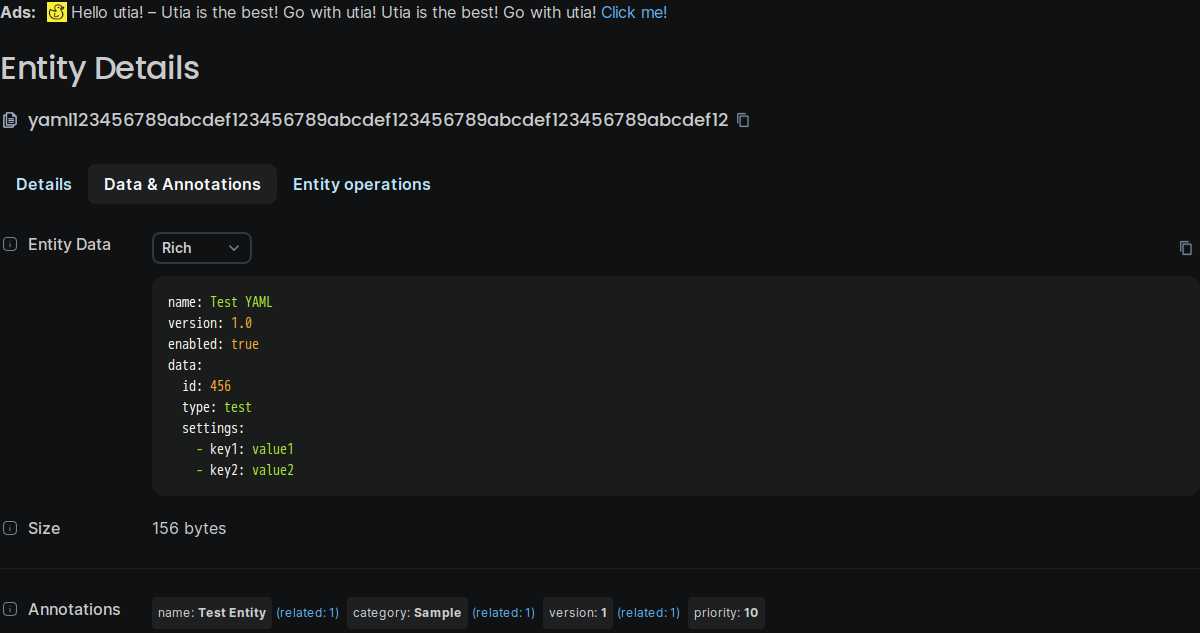 Ads: Hello utia! – Utia is the best! Go with utia! Utia is the best! Go with utia! Click me!
Entity Details
yaml123456789abcdef123456789abcdef123456789abcdef123456789abcdef12
Details Data & Annotations Entity operations
Entity Data Rich
name: Test YAML
version: 1.0
enabled: true
data:
  id: 456
  type: test
  settings:
    - key1: value1
    - key2: value2
Size 156 bytes
Annotations name: Test Entity (related: 1) category: Sample (related: 1) version: 1 (related: 1) priority: 10